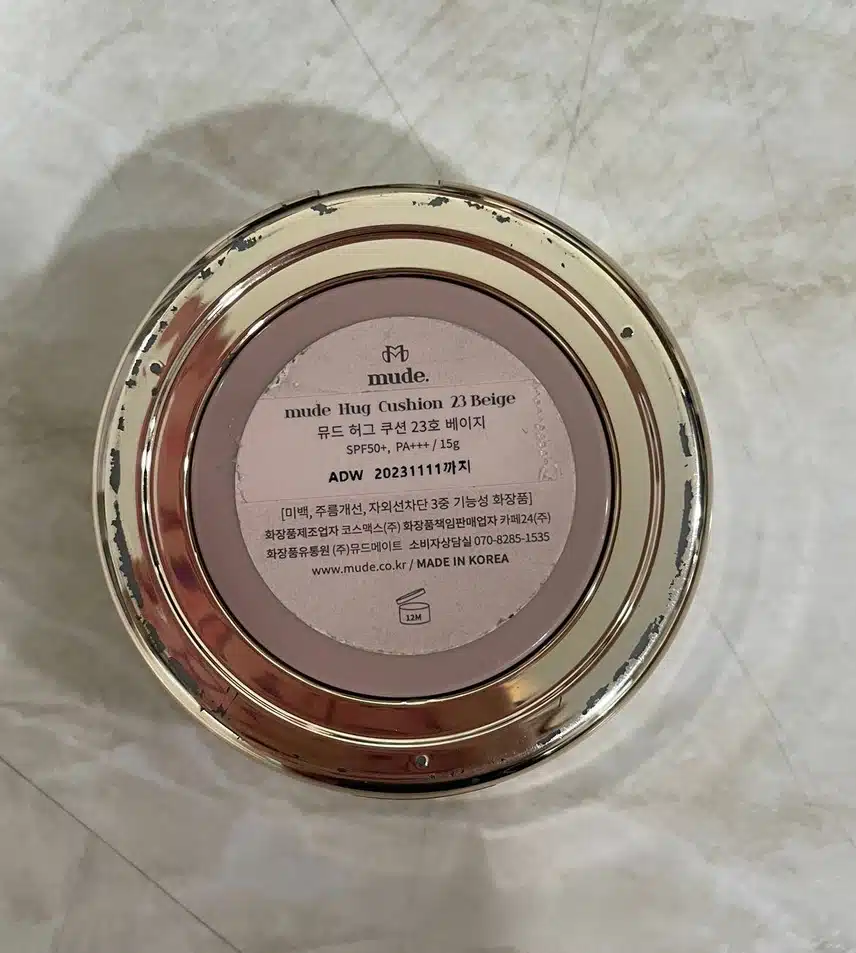 mude.
mude Hug Cushion 23 Beige
뮤드 허그 쿠션 23호 베이지
SPF50+, PA+++ / 15g
ADW 20231111까지
[미백, 주름개선, 자외선차단 3중 기능성 화장품]
화장품제조업자 코스맥스(주) 화장품책임판매업자 카페24(주)
화장품유통원 (주)뮤드메이트 소비자상담실 070-8285-1535
www.mude.co.kr / MADE IN KOREA
12M